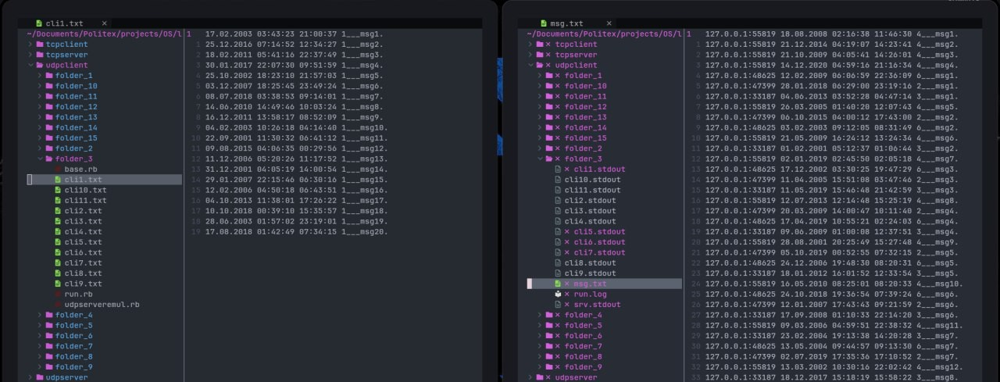 cli1.txt ×
~/Documents/Politex/projects/OS/l
tcpclient
tcpserver
udpclient
folder_1
folder_10
folder_11
folder_12
folder_13
folder_14
folder_15
folder_2
folder_3
base.rb
cli1.txt
cli10.txt
cli11.txt
cli2.txt
cli3.txt
cli4.txt
cli5.txt
cli6.txt
cli7.txt
cli8.txt
cli9.txt
run.rb
udpserveremul.rb
folder_4
folder_5
folder_6
folder_7
folder_8
folder_9
udpserver
1 17.02.2003 03:43:23 21:00:37 1___msg1.
1 25.12.2016 07:14:52 12:34:27 1___msg2.
2 18.02.2011 05:41:16 22:37:49 1___msg3.
3 30.01.2017 22:07:30 09:51:59 1___msg4.
4 25.10.2002 18:23:10 21:57:03 1___msg5.
5 03.12.2007 18:25:45 23:49:24 1___msg6.
6 08.07.2018 03:38:53 09:14:01 1___msg7.
7 14.06.2010 14:49:46 10:03:24 1___msg8.
8 16.12.2011 13:58:17 08:52:09 1___msg9.
9 04.02.2003 10:26:18 04:14:40 1___msg10.
10 22.09.2001 11:30:32 06:41:12 1___msg11.
11 09.08.2015 04:06:35 00:29:56 1___msg12.
12 11.12.2006 05:20:26 11:17:52 1___msg13.
13 31.12.2001 04:05:19 14:00:54 1___msg14.
14 29.01.2007 22:15:46 06:30:16 1___msg15.
15 12.02.2006 04:50:18 06:43:51 1___msg16.
16 04.10.2013 11:38:01 17:26:22 1___msg17.
17 10.10.2018 00:39:10 15:35:57 1___msg18.
18 28.06.2003 01:57:02 23:19:01 1___msg19.
19 17.08.2018 01:42:49 07:34:15 1___msg20.
msg.txt ×
~/Documents/Politex/projects/OS/l
× tcpclient
× tcpserver
× udpclient
× folder_1
× folder_10
× folder_11
× folder_12
× folder_13
× folder_14
× folder_15
× folder_2
× folder_3
× cli1.stdout
cli10.stdout
cli11.stdout
cli2.stdout
cli3.stdout
cli4.stdout
× cli5.stdout
× cli6.stdout
× cli7.stdout
cli8.stdout
cli9.stdout
× msg.txt
× run.log
× srv.stdout
× folder_4
× folder_5
× folder_6
× folder_7
× folder_8
× folder_9
× udpserver
1 127.0.0.1:55819 18.08.2008 02:16:38 11:46:30 4___msg1.
1 127.0.0.1:55819 21.12.2014 04:19:07 14:23:41 4___msg2.
2 127.0.0.1:55819 21.10.2009 04:05:41 14:26:01 4___msg3.
3 127.0.0.1:55819 14.12.2020 04:59:16 21:16:34 4___msg4.
4 127.0.0.1:48625 12.02.2009 06:06:59 22:36:09 6___msg1.
5 127.0.0.1:47399 28.01.2018 06:29:00 23:19:16 2___msg1.
6 127.0.0.1:33187 04.06.2013 03:52:28 04:47:14 3___msg1.
7 127.0.0.1:55819 26.03.2005 01:40:20 12:07:43 4___msg5.
8 127.0.0.1:47399 06.10.2015 04:00:12 17:43:00 2___msg2.
9 127.0.0.1:48625 03.02.2003 09:12:05 08:31:49 6___msg2.
10 127.0.0.1:55819 21.05.2009 16:24:12 13:24:34 4___msg6.
11 127.0.0.1:33187 01.02.2001 05:12:37 01:06:44 3___msg2.
12 127.0.0.1:55819 02.01.2019 02:45:50 02:05:18 4___msg7.
13 127.0.0.1:48625 17.12.2002 03:30:25 19:47:29 6___msg3.
14 127.0.0.1:47399 11.04.2005 15:51:08 03:47:46 2___msg3.
15 127.0.0.1:33187 11.05.2019 15:46:48 21:42:59 3___msg3.
16 127.0.0.1:55819 12.07.2013 12:14:48 15:25:19 4___msg8.
17 127.0.0.1:47399 20.03.2009 14:00:47 10:11:40 2___msg4.
18 127.0.0.1:48625 17.04.2019 10:55:21 02:24:03 6___msg4.
19 127.0.0.1:33187 09.06.2009 01:00:08 12:37:51 3___msg4.
20 127.0.0.1:55819 28.08.2001 20:25:49 15:27:48 4___msg9.
21 127.0.0.1:47399 05.10.2019 00:52:55 07:32:15 2___msg5.
22 127.0.0.1:48625 24.12.2006 19:48:30 08:20:31 6___msg5.
23 127.0.0.1:33187 18.01.2012 16:01:52 12:33:54 3___msg5.
24 127.0.0.1:55819 16.05.2010 08:25:01 08:20:33 4___msg10.
25 127.0.0.1:48625 24.10.2018 19:36:54 07:39:24 6___msg6.
26 127.0.0.1:47399 12.01.2007 17:43:43 09:21:59 2___msg6.
27 127.0.0.1:33187 17.09.2008 01:10:33 22:14:20 3___msg6.
28 127.0.0.1:55819 09.03.2006 04:59:51 22:38:32 4___msg11.
29 127.0.0.1:33187 23.02.2004 19:13:38 14:20:28 3___msg7.
30 127.0.0.1:48625 13.05.2004 09:44:57 09:13:30 6___msg7.
31 127.0.0.1:47399 02.07.2019 17:35:36 17:10:52 2___msg7.
32 127.0.0.1:55819 13.03.2002 10:30:16 22:02:42 4___msg12.
33 127.0.0.1:33187 18.12.2017 15:18:19 15:58:22 3___msg8.